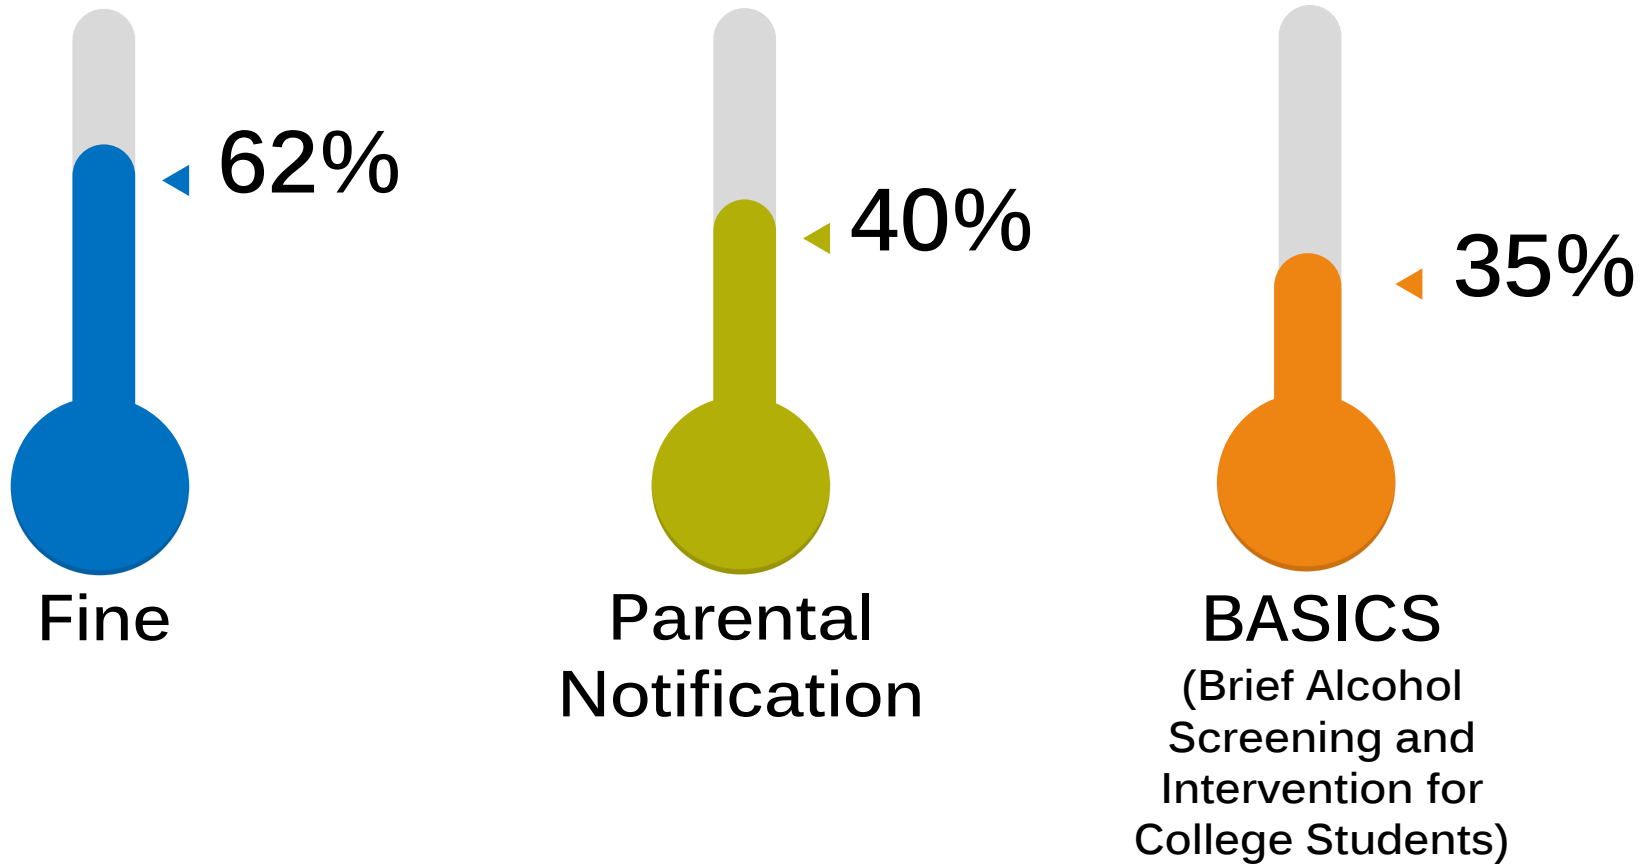 62%
Fine
40%
Parental
Notification
35%
BASICS
(Brief Alcohol
Screening and
Intervention for
College Students)